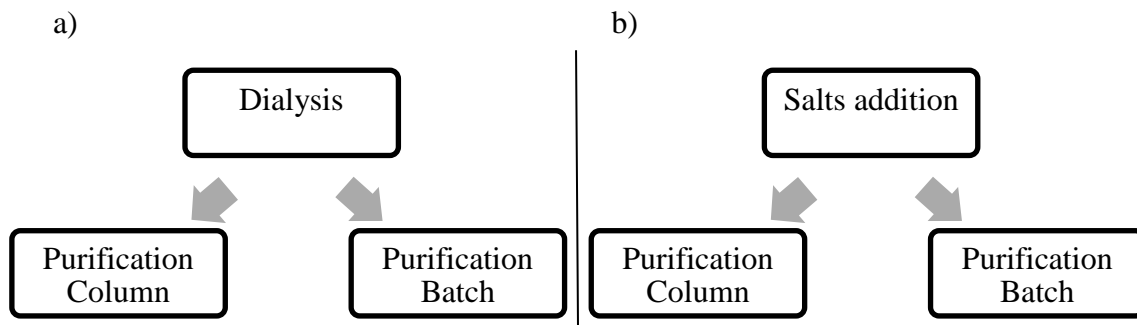 a)
Dialysis
Purification
Column
Purification
Batch
b)
Salts addition
Purification
Column
Purification
Batch